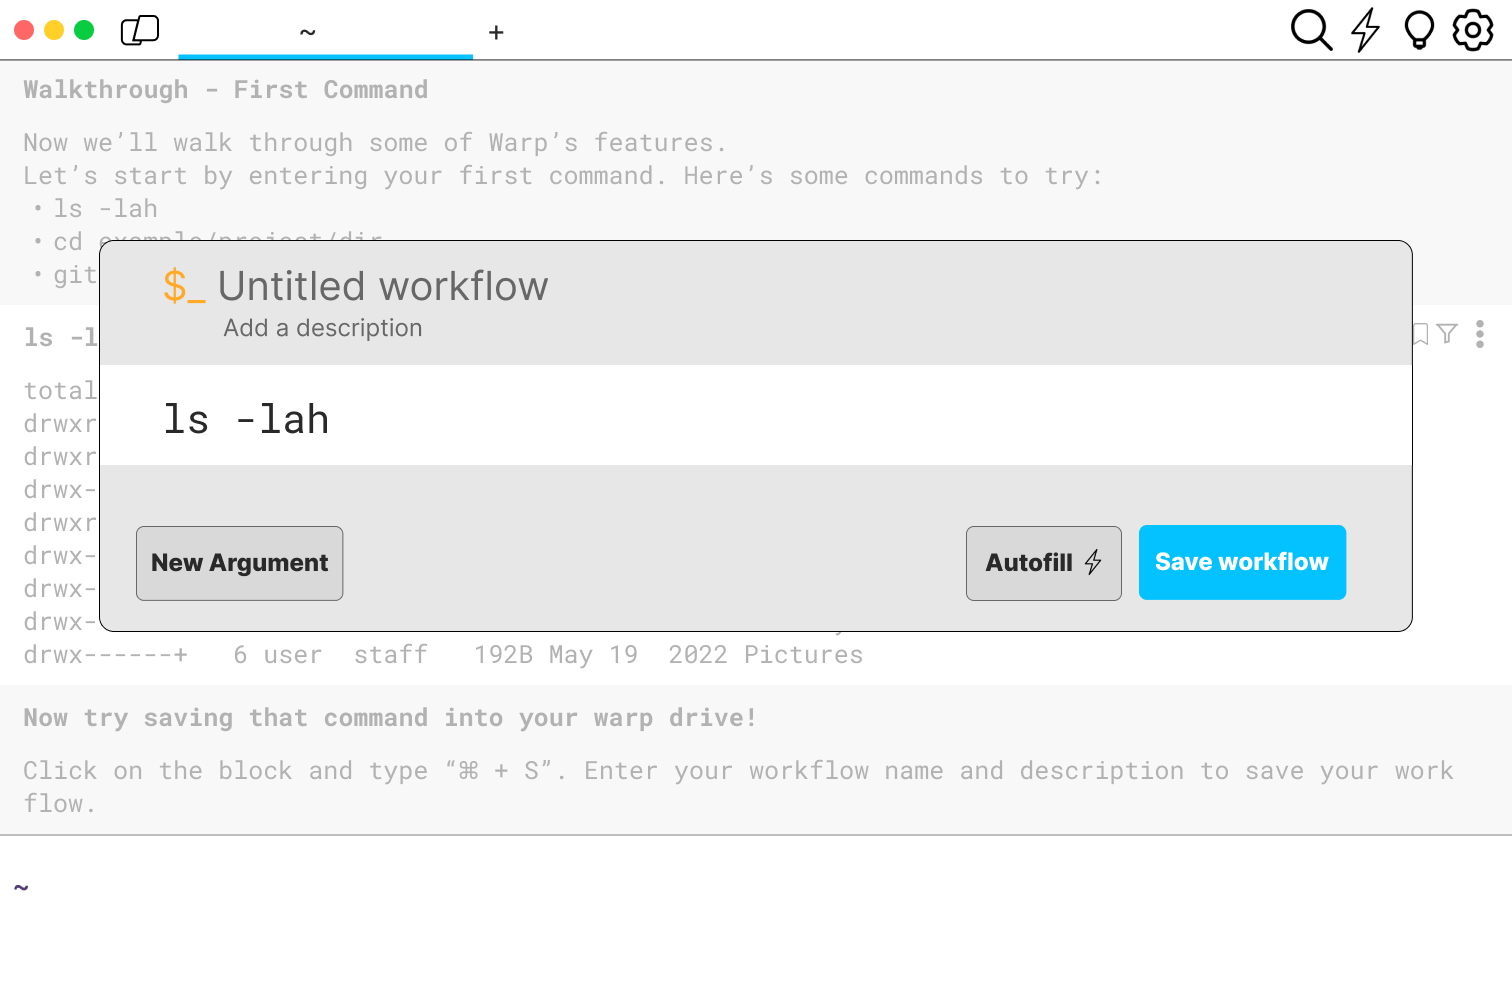 ~ +
Walkthrough - First Command
Now we’ll walk through some of Warp’s features.
Let’s start by entering your first command. Here’s some commands to try:
• ls -lah
• cd example/project/dir
• git
$_ Untitled workflow
Add a description
ls -l
total
drwxr
ls -lah
drwxr
drwx-
drwxr
drwx-
New Argument
Autofill
Save workflow
drwx-
drwx-
drwx------+ 6 user staff 192B May 19 2022 Pictures
Now try saving that command into your warp drive!
Click on the block and type “⌘ + S”. Enter your workflow name and description to save your work
flow.
~